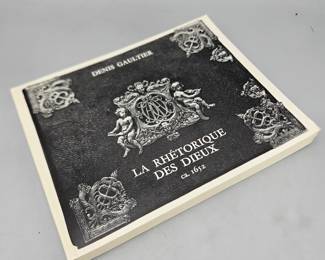 DENIS GAULTIER
LA RHÉTORIQUE
DES DIEUX
ca. 1652